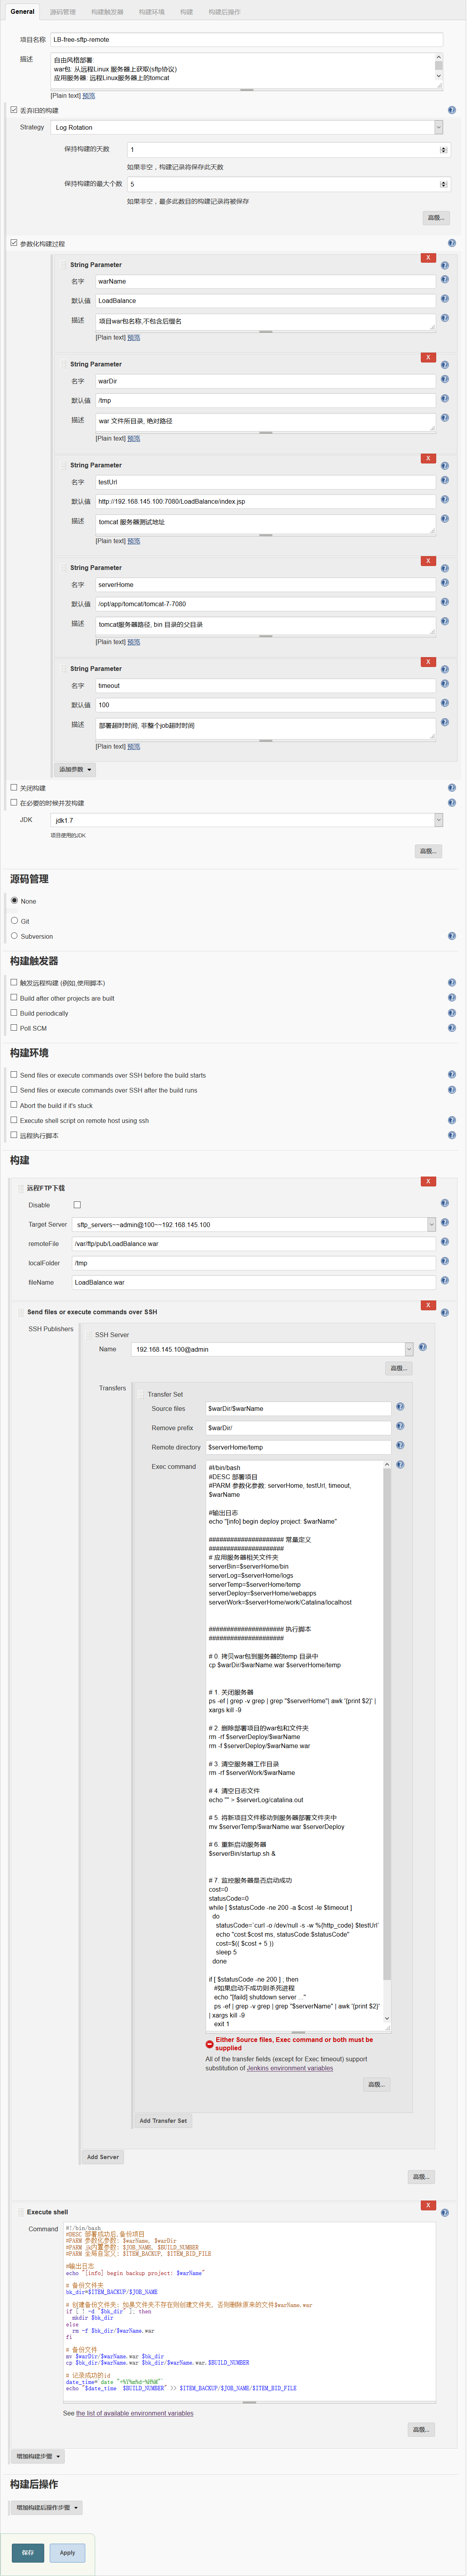 General 源码管理 构建触发器 构建环境 构建 构建后操作
项目名称 LB-free-sftp-remote
描述 自由风格部署:
war包: 从远程Linux 服务器上获取(sftp协议)
应用服务器: 远程Linux服务器上的tomcat
[Plain text] 预览
丢弃旧的构建
Strategy Log Rotation
保持构建的天数 1
如果非空，构建记录将保存此天数
保持构建的最大个数 5
如果非空，最多此数目的构建记录将被保存
高级...
参数化构建过程
X
String Parameter
名字 warName
默认值 LoadBalance
描述 项目war包名称,不包含后缀名
[Plain text] 预览
X
String Parameter
名字 warDir
默认值 /tmp
描述 war 文件所目录, 绝对路径
[Plain text] 预览
X
String Parameter
名字 testUrl
默认值 http://192.168.145.100:7080/LoadBalance/index.jsp
描述 tomcat 服务器测试地址
[Plain text] 预览
X
String Parameter
名字 serverHome
默认值 /opt/app/tomcat/tomcat-7-7080
描述 tomcat服务器路径, bin 目录的父目录
[Plain text] 预览
X
String Parameter
名字 timeout
默认值 100
描述 部署超时时间, 非整个job超时时间
[Plain text] 预览
添加参数
关闭构建
在必要的时候并发构建
JDK jdk1.7
项目使用的JDK
高级...
源码管理
None
Git
Subversion
构建触发器
触发远程构建 (例如,使用脚本)
Build after other projects are built
Build periodically
Poll SCM
构建环境
Send files or execute commands over SSH before the build starts
Send files or execute commands over SSH after the build runs
Abort the build if it's stuck
Execute shell script on remote host using ssh
远程执行脚本
构建
X
远程FTP下载
Disable
Target Server sftp_servers~~admin@100~~192.168.145.100
remoteFile /var/ftp/pub/LoadBalance.war
localFolder /tmp
fileName LoadBalance.war
X
Send files or execute commands over SSH
SSH Publishers
SSH Server
Name 192.168.145.100@admin
高级...
Transfers
Transfer Set
Source files $warDir/$warName
Remove prefix $warDir/
Remote directory $serverHome/temp
Exec command #!/bin/bash
#DESC 部署项目
#PARM 参数化参数: serverHome, testUrl, timeout,
$warName
#输出日志
echo "[info] begin deploy project: $warName"
##################### 常量定义
#####################
# 应用服务器相关文件夹
serverBin=$serverHome/bin
serverLog=$serverHome/logs
serverTemp=$serverHome/temp
serverDeploy=$serverHome/webapps
serverWork=$serverHome/work/Catalina/localhost
##################### 执行脚本
#####################
# 0. 拷贝war包到服务器的temp 目录中
cp $warDir/$warName.war $serverHome/temp
# 1. 关闭服务器
ps -ef | grep -v grep | grep "$serverHome"| awk '{print $2}' |
xargs kill -9
# 2. 删除部署项目的war包和文件夹
rm -rf $serverDeploy/$warName
rm -f $serverDeploy/$warName.war
# 3. 清空服务器工作目录
rm -rf $serverWork/$warName
# 4. 清空日志文件
echo "" > $serverLog/catalina.out
# 5. 将新项目文件移动到服务器部署文件夹中
mv $serverTemp/$warName.war $serverDeploy
# 6. 重新启动服务器
$serverBin/startup.sh &
# 7. 监控服务器是否启动成功
cost=0
statusCode=0
while [ $statusCode -ne 200 -a $cost -le $timeout ]
do
statusCode=`curl -o /dev/null -s -w %{http_code} $testUrl`
echo "cost:$cost ms, statusCode:$statusCode"
cost=$(( $cost + 5 ))
sleep 5
done
if [ $statusCode -ne 200 ] ; then
#如果启动不成功则杀死进程
echo "[faild] shutdown server ..."
ps -ef | grep -v grep | grep "$serverName" | awk '{print $2}'
| xargs kill -9
exit 1
Either Source files, Exec command or both must be
supplied
All of the transfer fields (except for Exec timeout) support
substitution of Jenkins environment variables
高级...
Add Transfer Set
Add Server
高级...
X
Execute shell
Command #!/bin/bash
#DESC 部署成功后,备份项目
#PARM 参数化参数: $warName, $warDir
#PARM jk内置参数: $JOB_NAME, $BUILD_NUMBER
#PARM 全局自定义: $ITEM_BACKUP, $ITEM_BID_FILE
#输出日志
echo "[info] begin backup project: $warName"
# 备份文件夹
bk_dir=$ITEM_BACKUP/$JOB_NAME
# 创建备份文件夹: 如果文件夹不存在则创建文件夹, 否则删除原来的文件$warName.war
if [ ! -d "$bk_dir" ]; then
mkdir $bk_dir
else
rm -f $bk_dir/$warName.war
fi
# 备份文件
mv $warDir/$warName.war $bk_dir
cp $bk_dir/$warName.war $bk_dir/$warName.war.$BUILD_NUMBER
# 记录成功的id
date_time=`date "+%Y%m%d-%H%M"`
echo "$date_time $BUILD_NUMBER" >> $ITEM_BACKUP/$JOB_NAME/$ITEM_BID_FILE
See the list of available environment variables
高级...
增加构建步骤
构建后操作
增加构建后操作步骤
保存 Apply